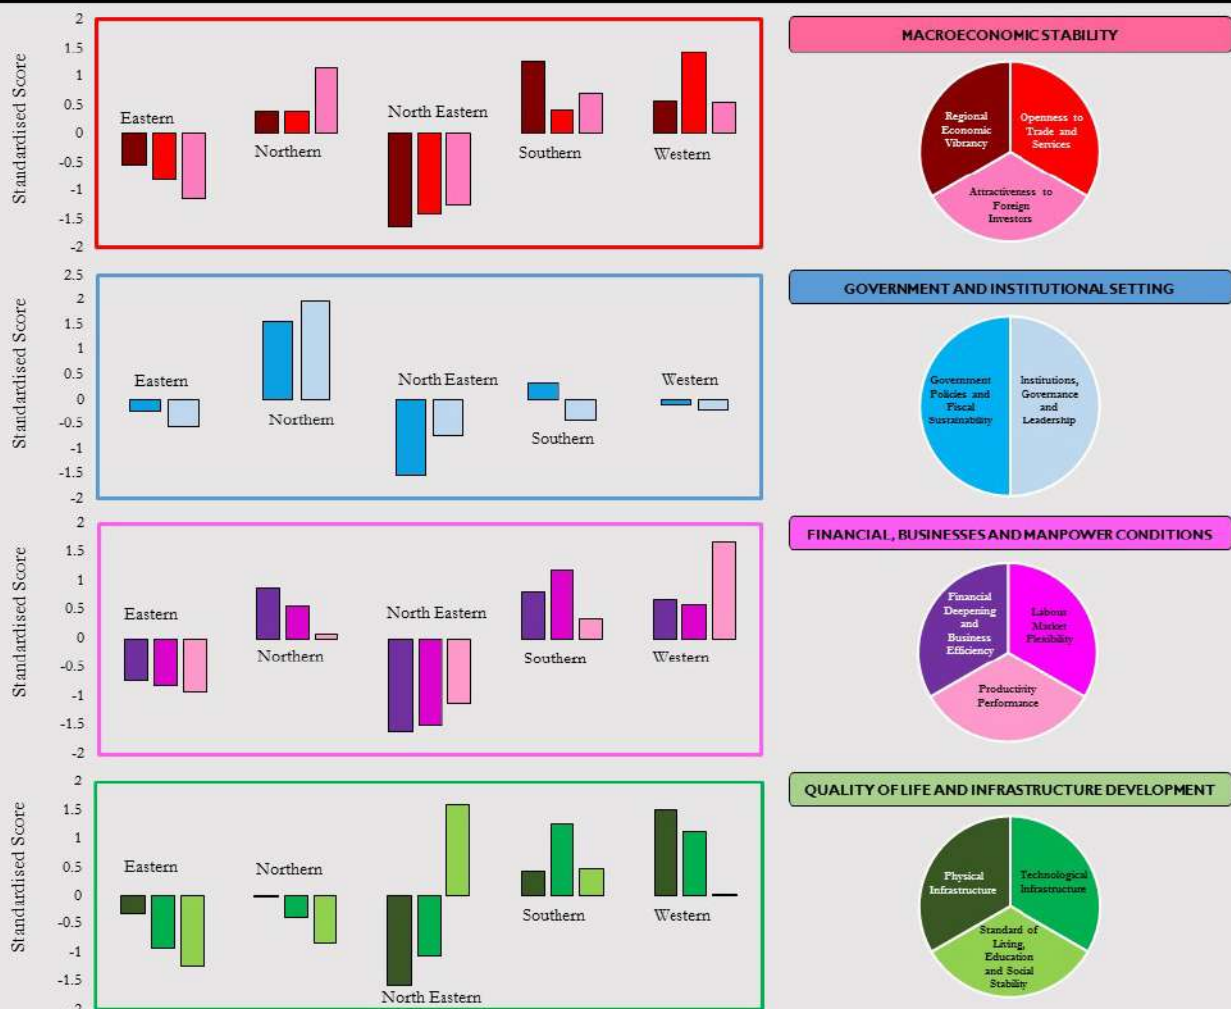 Standardised Score
2
1.5
1
0.5
0
-0.5
-1
-1.5
-2
Eastern
Northern
North Eastern
Southern
Western
MACROECONOMIC STABILITY
Regional
Economic
Vibrancy
Openness to
Trade and
Services
Attractiveness to
Foreign
Investors
Standardised Score
2.5
2
1.5
1
0.5
0
-0.5
-1
-1.5
-2
Eastern
Northern
North Eastern
Southern
Western
GOVERNMENT AND INSTITUTIONAL SETTING
Government
Policies and
Fiscal
Sustainability
Institutions,
Governance
and
Leadership
Standardised Score
2
1.5
1
0.5
0
-0.5
-1
-1.5
-2
Eastern
Northern
North Eastern
Southern
Western
FINANCIAL, BUSINESSES AND MANPOWER CONDITIONS
Financial
Deepening
and
Business
Efficiency
Labour
Market
Flexibility
Productivity
Performance
Standardised Score
2
1.5
1
0.5
0
-0.5
-1
-1.5
-2
Eastern
Northern
North Eastern
Southern
Western
QUALITY OF LIFE AND INFRASTRUCTURE DEVELOPMENT
Physical
Infrastructure
Technological
Infrastructure
Standard of
Living,
Education
and Social
Stability